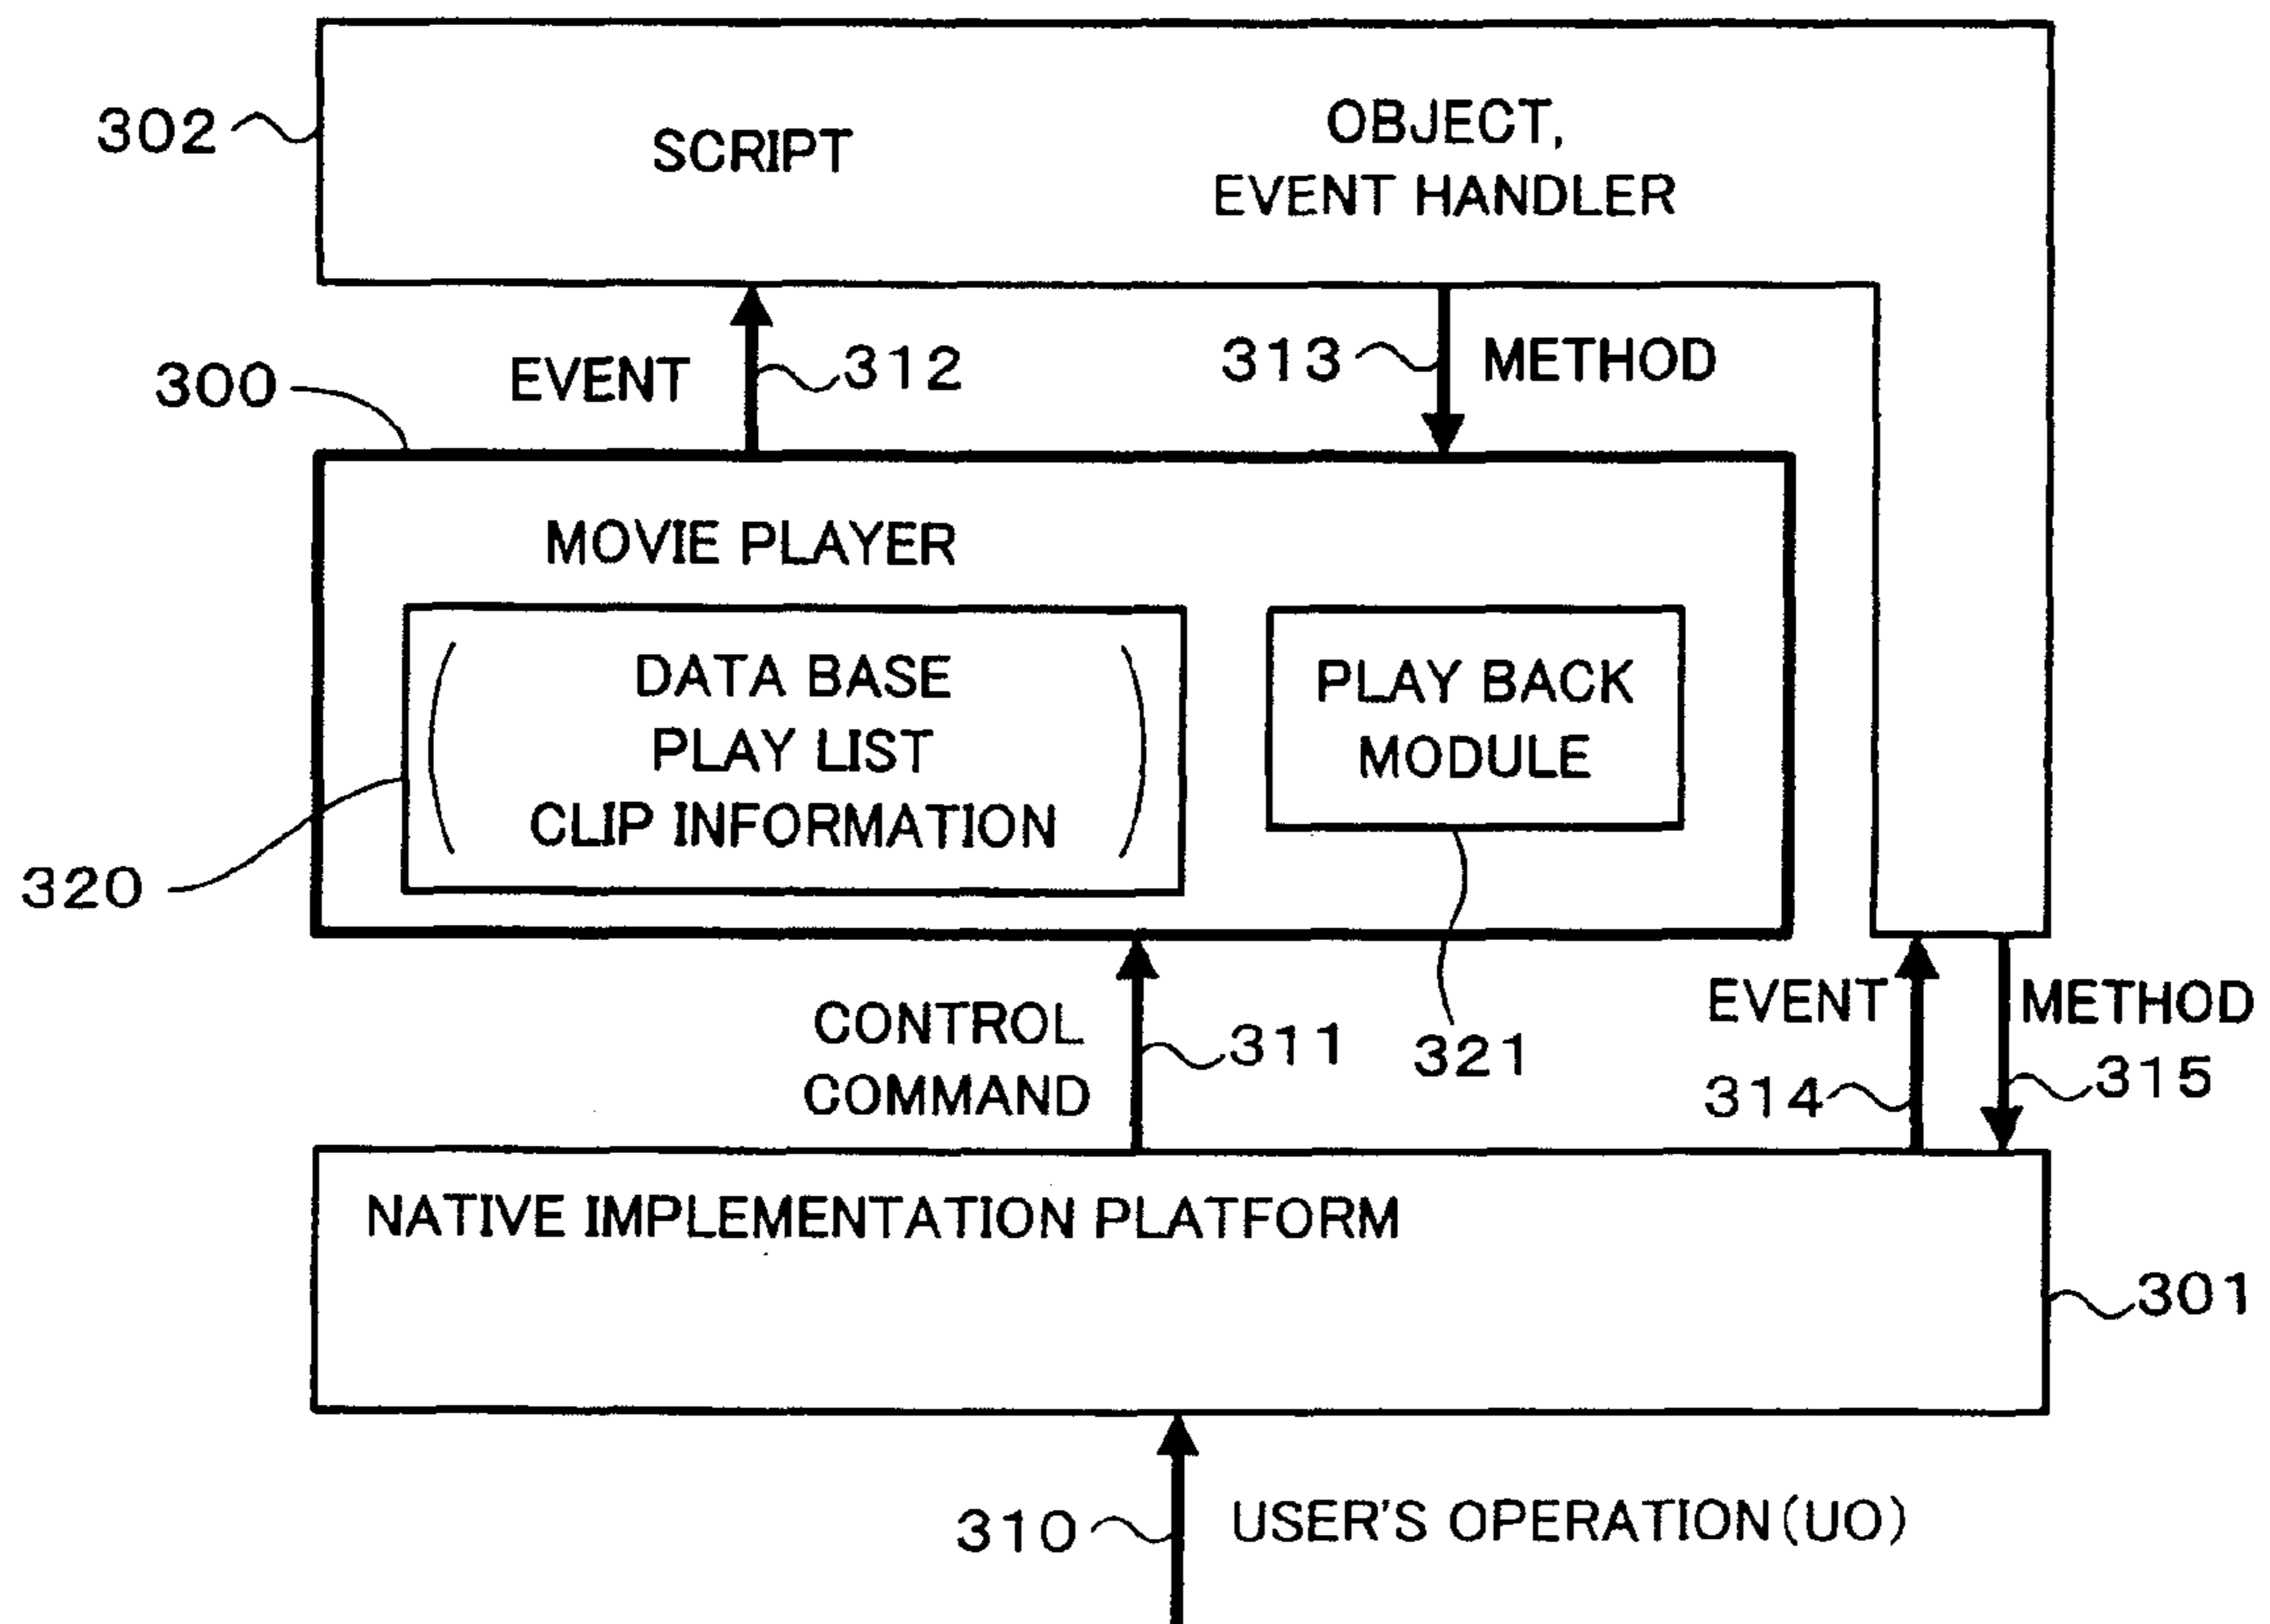 302
SCRIPT
OBJECT,
EVENT HANDLER
300
EVENT
312
313
METHOD
MOVIE PLAYER
DATA BASE
PLAY LIST
CLIP INFORMATION
PLAY BACK
MODULE
320
CONTROL
COMMAND
311
321
EVENT
314
METHOD
315
NATIVE IMPLEMENTATION PLATFORM
301
310
USER'S OPERATION(UO)